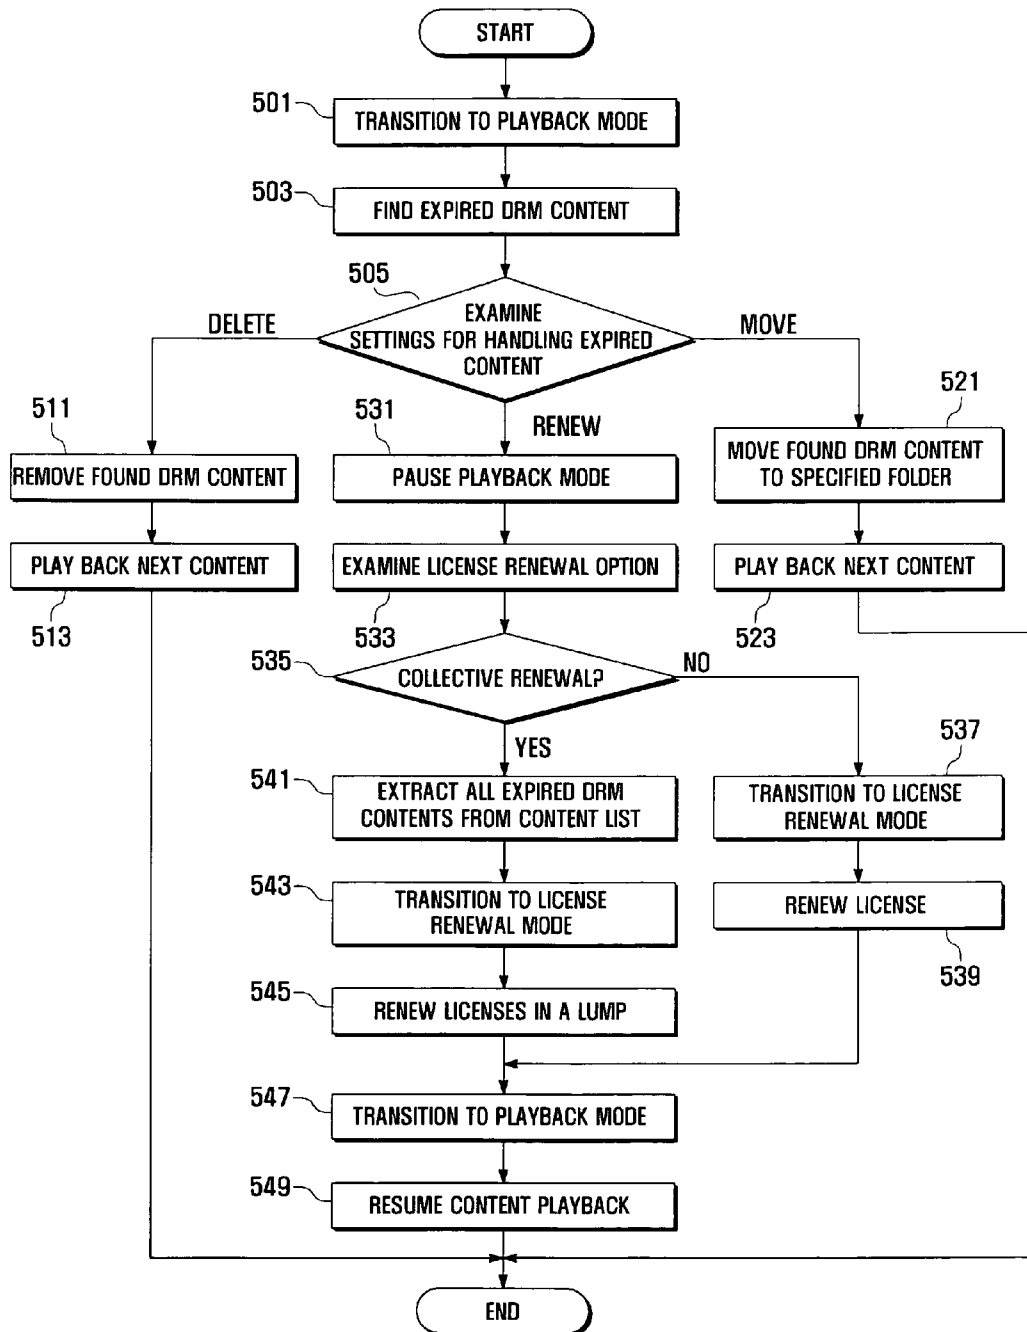 START
501
TRANSITION TO PLAYBACK MODE
503
FIND EXPIRED DRM CONTENT
505
EXAMINE
SETTINGS FOR HANDLING EXPIRED
CONTENT
DELETE
MOVE
RENEW
511
REMOVE FOUND DRM CONTENT
531
PAUSE PLAYBACK MODE
521
MOVE FOUND DRM CONTENT
TO SPECIFIED FOLDER
PLAY BACK NEXT CONTENT
513
EXAMINE LICENSE RENEWAL OPTION
533
PLAY BACK NEXT CONTENT
523
535
COLLECTIVE RENEWAL?
NO
YES
541
EXTRACT ALL EXPIRED DRM
CONTENTS FROM CONTENT LIST
537
TRANSITION TO LICENSE
RENEWAL MODE
543
TRANSITION TO LICENSE
RENEWAL MODE
RENEW LICENSE
539
545
RENEW LICENSES IN A LUMP
547
TRANSITION TO PLAYBACK MODE
549
RESUME CONTENT PLAYBACK
END